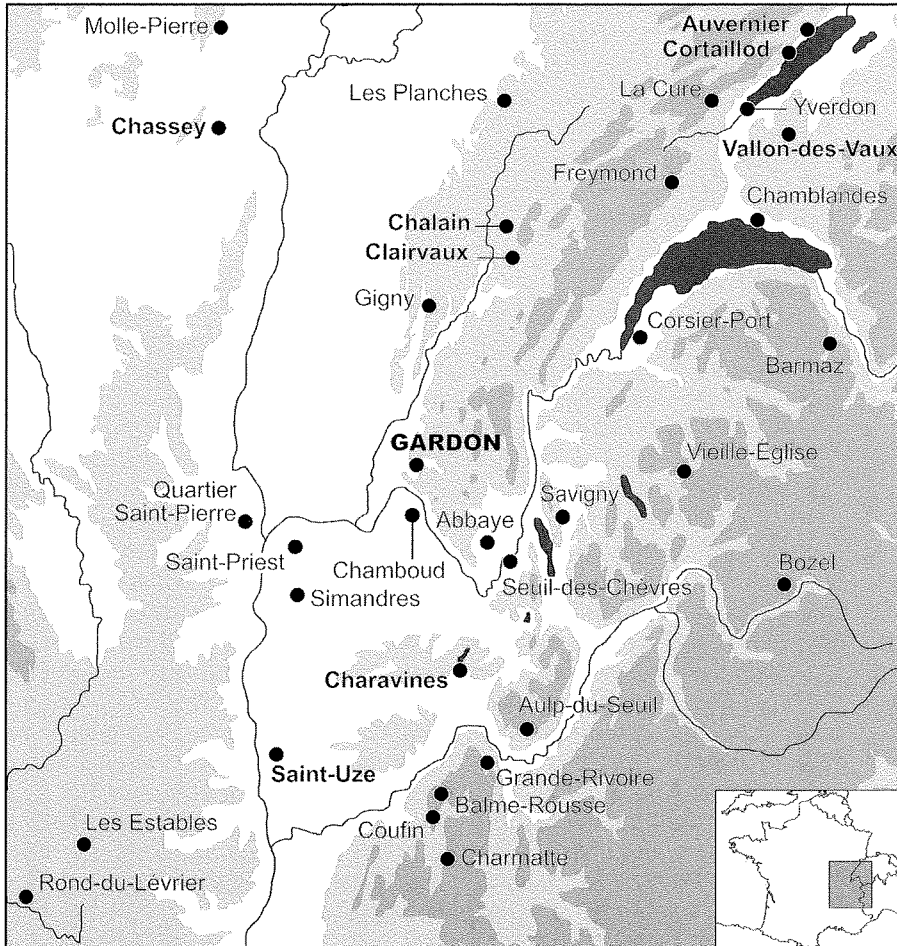 Molle-Pierre
Auvernier
Cortaillod
Les Planches
La Cure
Yverdon
Chassey
Vallon-des-Vaux
Freymond
Chamblandes
Chalain
Clairvaux
Gigny
Corsier-Port
Barmaz
GARDON
Vieille-Eglise
Quartier
Saint-Pierre
Savigny
Abbaye
Saint-Priest
Chamboud
Seuil-des-Chèvres
Bozel
Simandres
Charavines
Aulp-du-Seuil
Saint-Uze
Grande-Rivoire
Balme-Rousse
Les Estables
Coufin
Charmatte
Rond-du-Lévrier